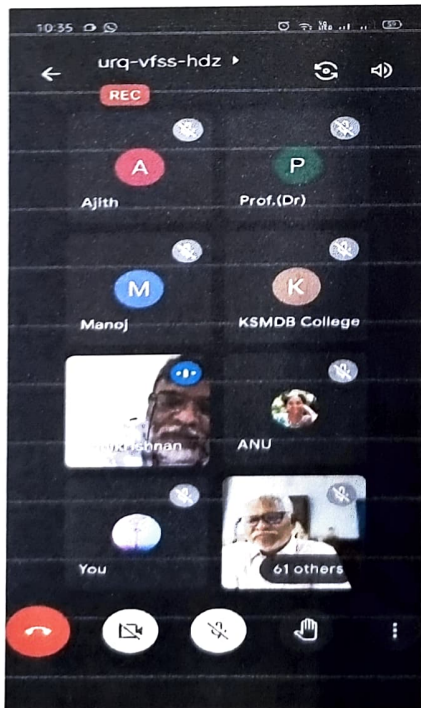 10:35
urq-vfss-hdz
REC
A
P
Ajith
Prof.(Dr)
M
K
Manoj
KSMDB College
ANU
You
61 others